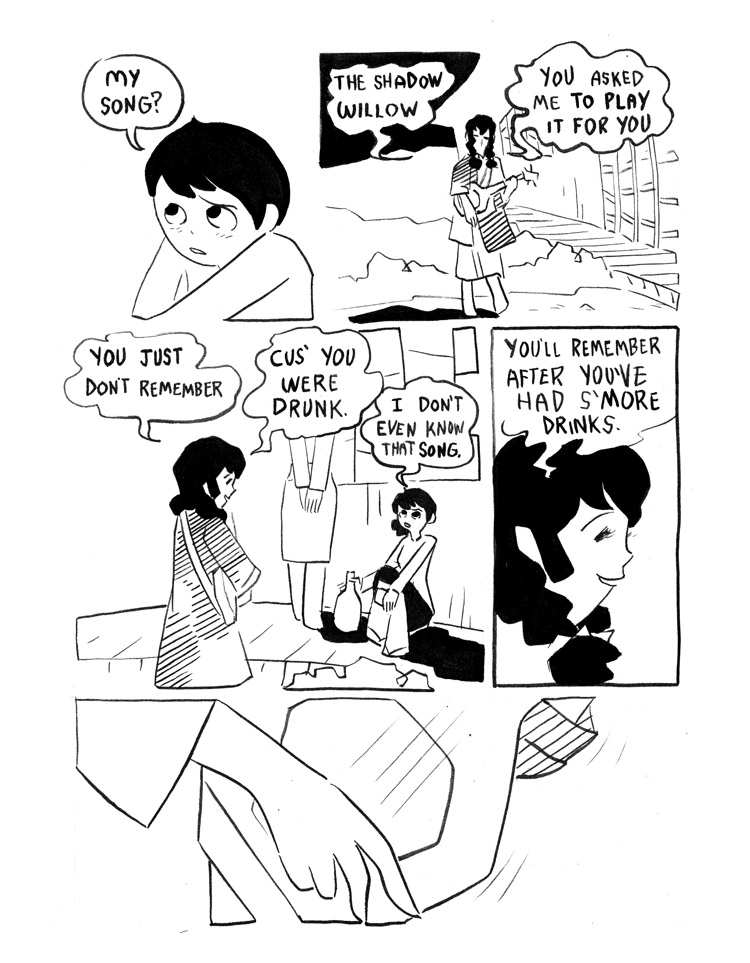 MY
SONG?
THE SHADOW
WILLOW
YOU ASKED
ME TO PLAY
IT FOR YOU
YOU JUST
DON'T REMEMBER
CUS' YOU
WERE
DRUNK.
I DON'T
EVEN KNOW
THAT SONG.
YOU'LL REMEMBER
AFTER YOU'VE
HAD S'MORE
DRINKS.